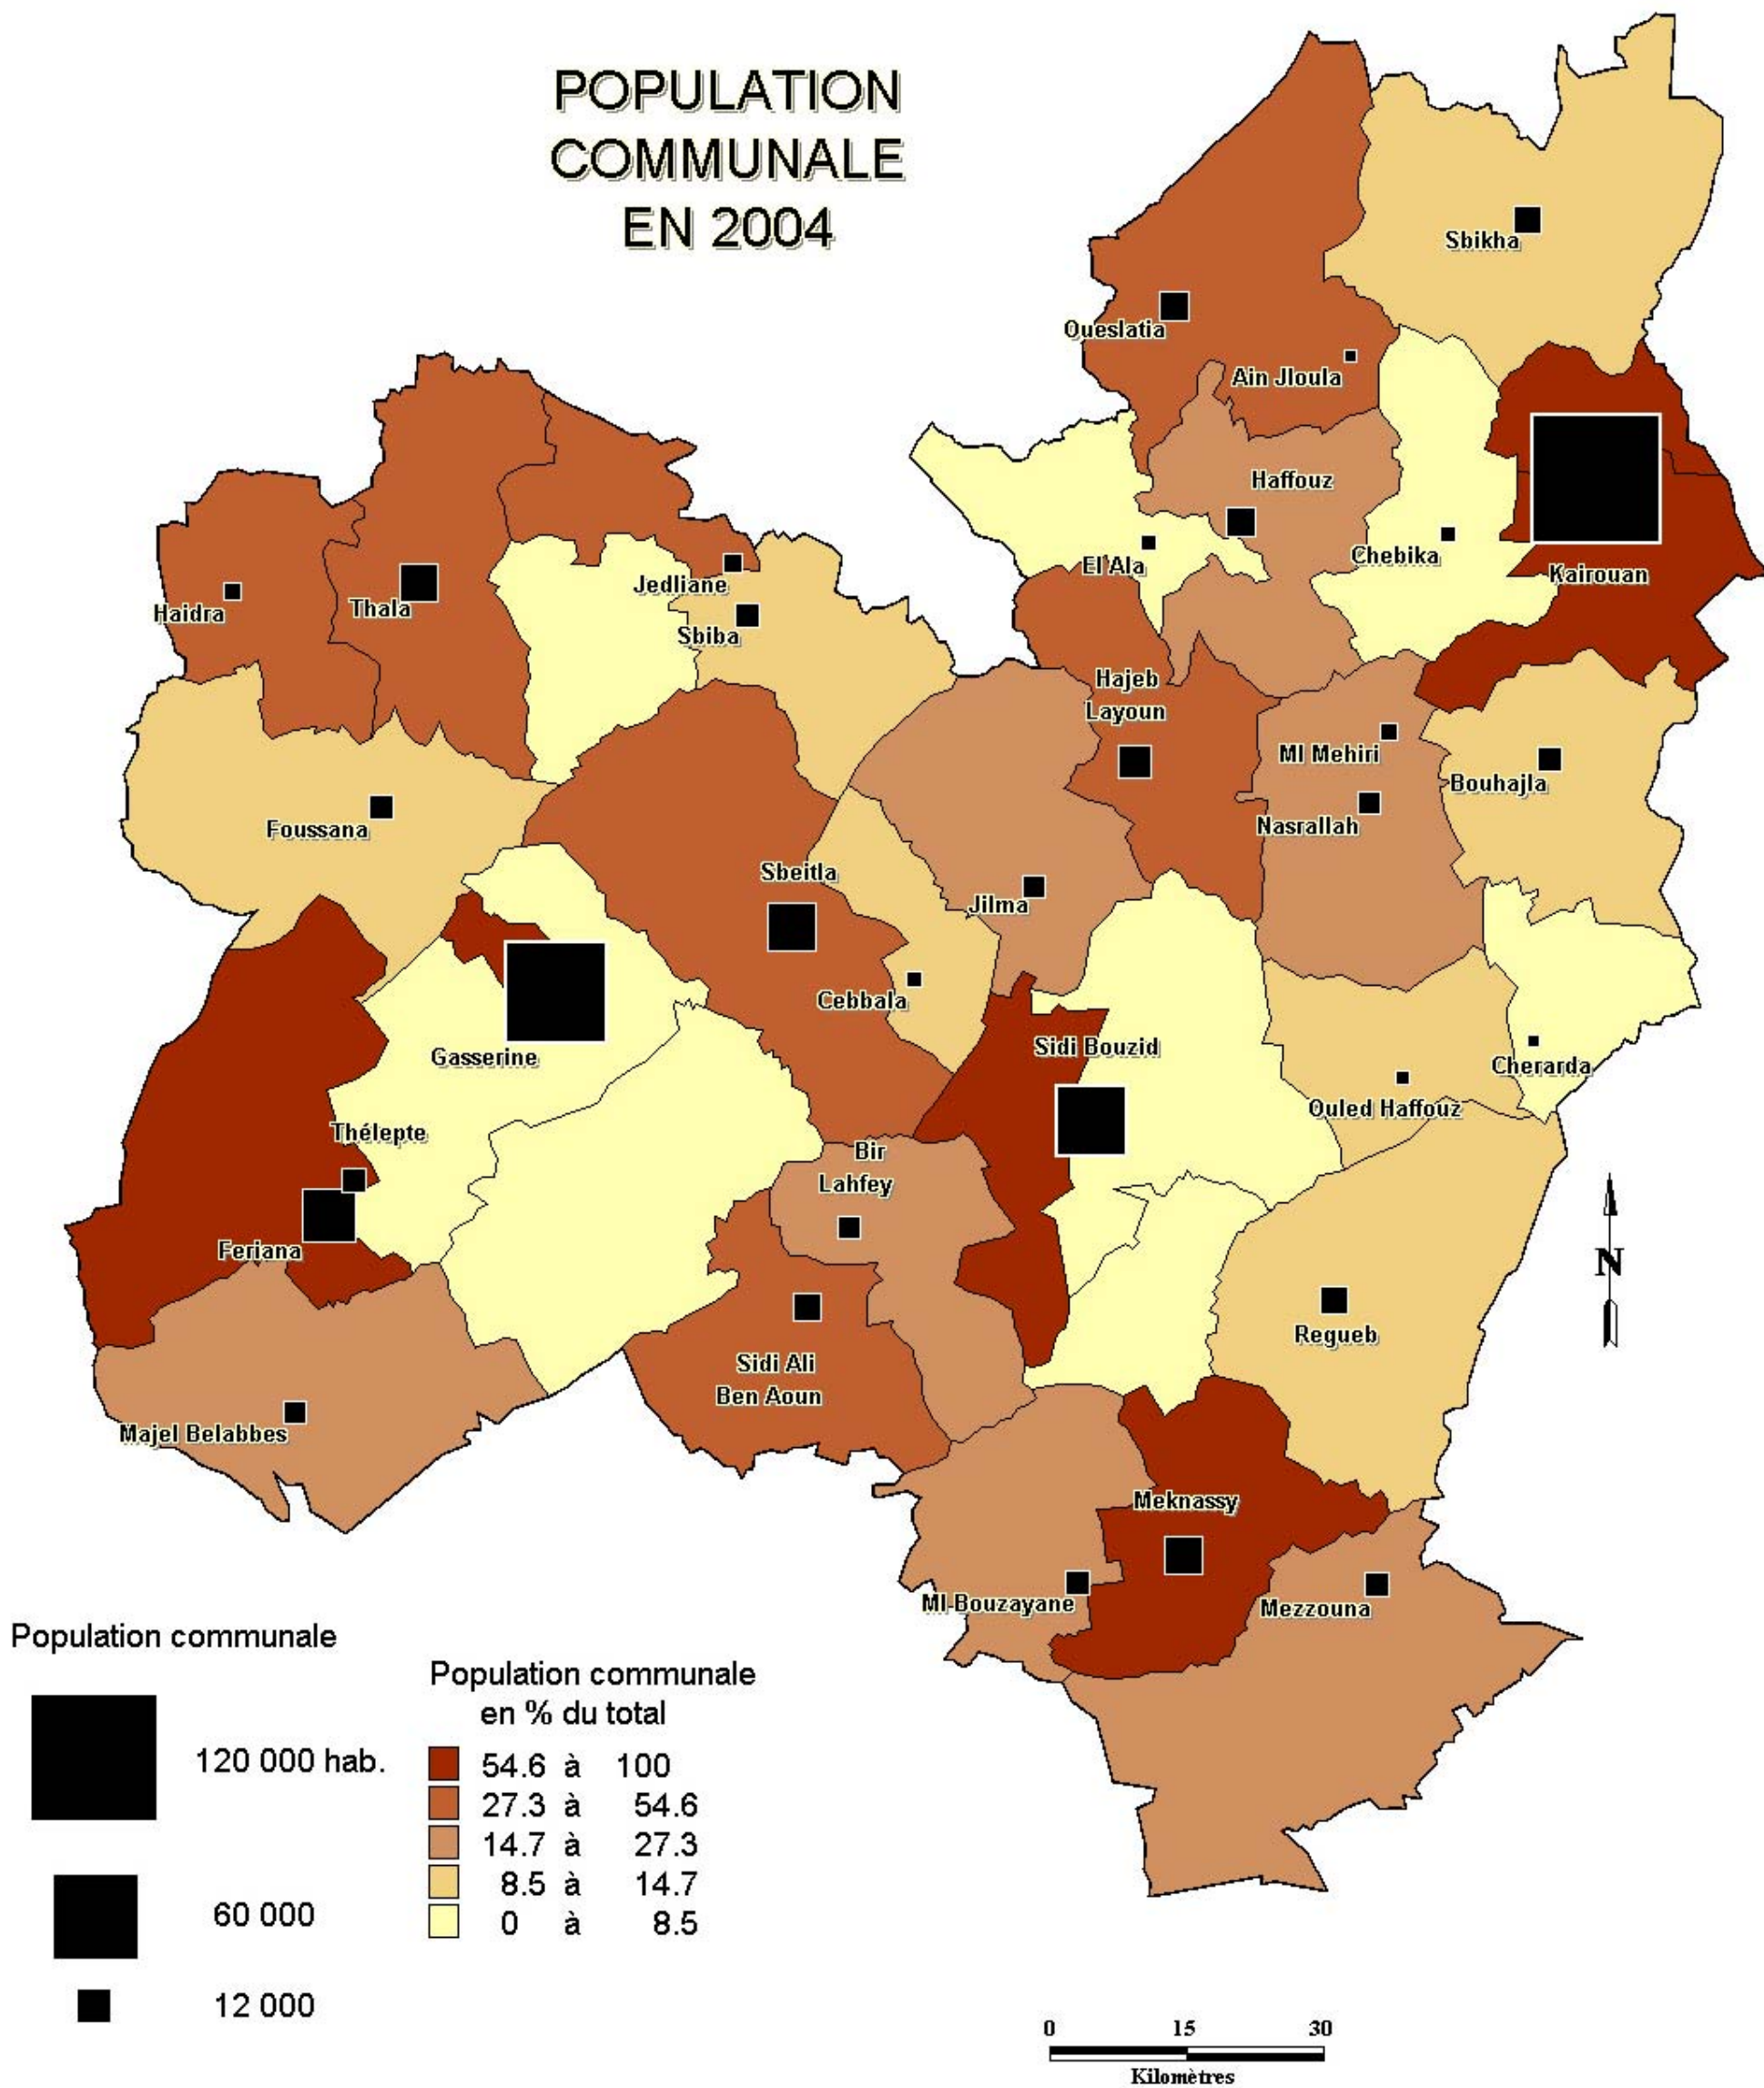 POPULATION
COMMUNALE
EN 2004
Sbikha
Oueslatia
Ain Jloula
Haffouz
El Ala
Chebika
Kairouan
Jedliane
Haidra
Thala
Sbiba
Hajeb
Layoun
Ml Mehiri
Bouhajla
Foussana
Nasrallah
Sbeitla
Jilma
Cebbala
Sidi Bouzid
Gasserine
Cherarda
Ouled Haffouz
Thélepte
Bir
Lahfey
Feriana
N
Regueb
Sidi Ali
Ben Aoun
Majel Belabbes
Meknassy
Ml-Bouzayane
Mezzouna
Population communale
120 000 hab.
60 000
12 000
Population communale
en % du total
54.6 à 100
27.3 à 54.6
14.7 à 27.3
8.5 à 14.7
0 à 8.5
0 15 30
Kilomètres